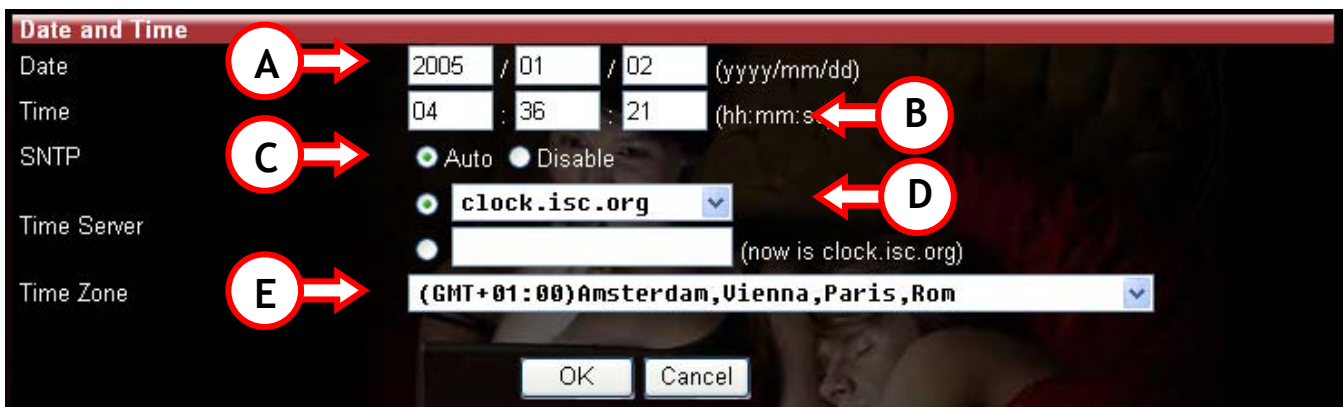 Date and Time
Date A 2005 / 01 / 02 (yyyy/mm/dd)
Time 04 : 36 : 21 (hh:mm:s B
SNTP C Auto Disable
clock.isc.org D
Time Server
(now is clock.isc.org)
Time Zone E (GMT+01:00)Amsterdam,Vienna,Paris,Rom
OK Cancel